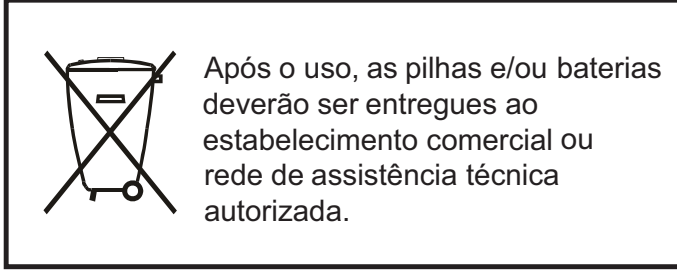 Após o uso, as pilhas e/ou baterias
deverão ser entregues ao
estabelecimento comercial ou
rede de assistência técnica
autorizada.